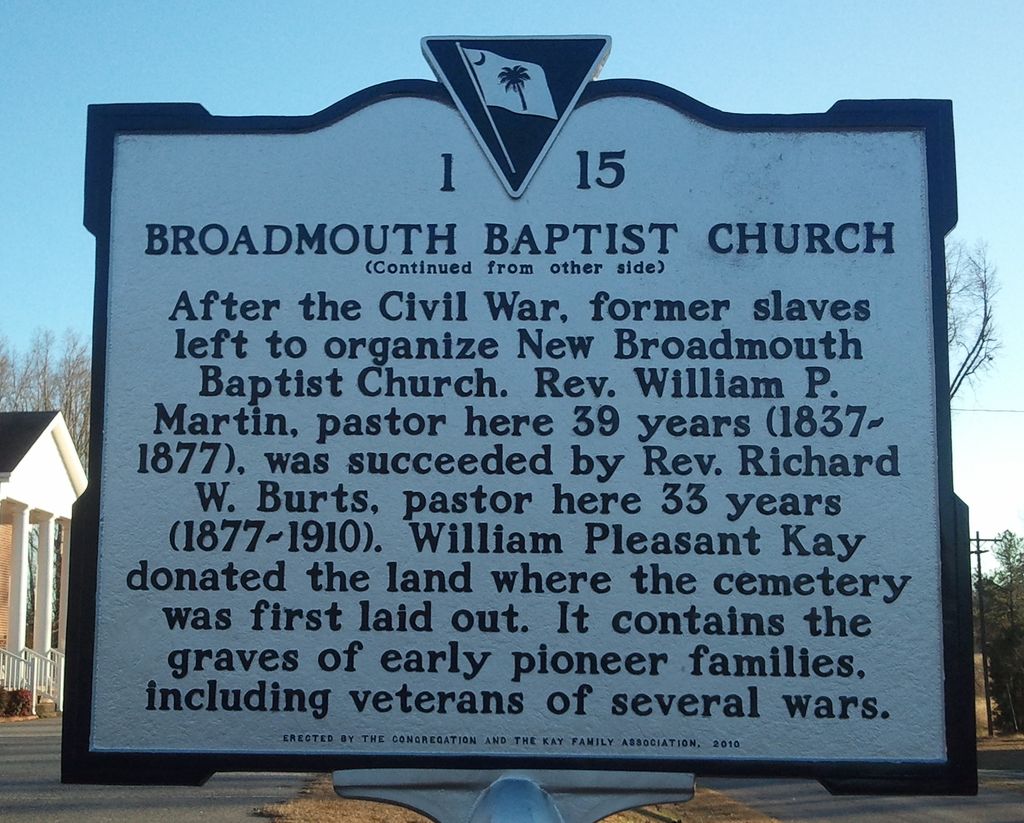 1 15
BROADMOUTH BAPTIST CHURCH
(Continued from other side)
After the Civil War, former slaves
left to organize New Broadmouth
Baptist Church. Rev. William P.
Martin, pastor here 39 years (1837~
1877), was succeeded by Rev. Richard
W. Burts, pastor here 33 years
(1877~1910). William Pleasant Kay
donated the land where the cemetery
was first laid out. It contains the
graves of early pioneer families,
including veterans of several wars.
ERECTED BY THE CONGREGATION AND THE KAY FAMILY ASSOCIATION, 2010